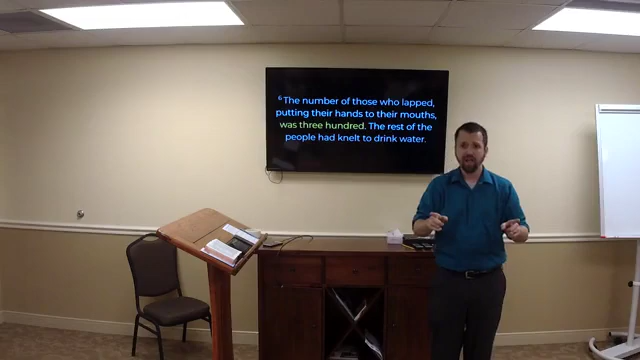 ⁶ The number of those who lapped,
putting their hands to their mouths,
was three hundred. The rest of the
people had knelt to drink water.